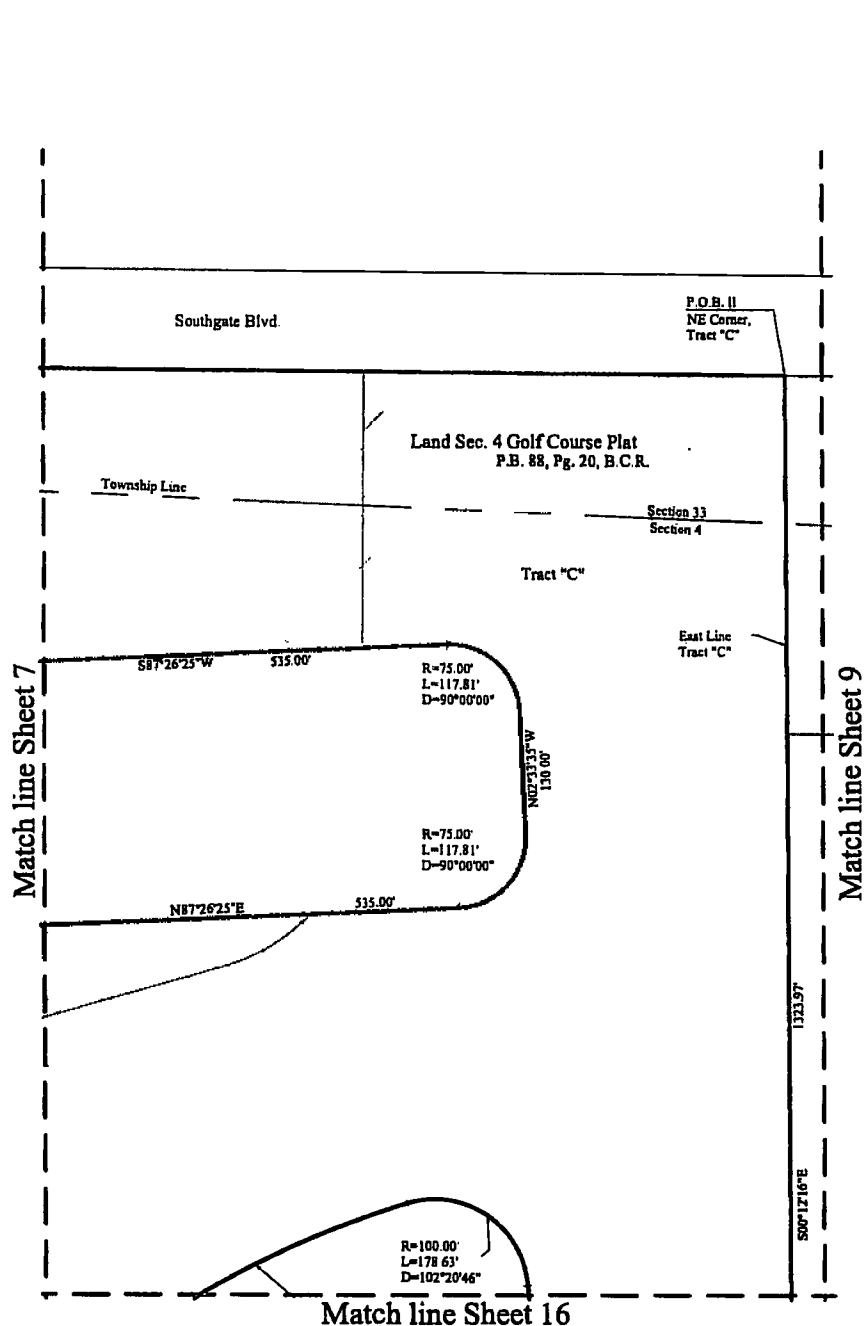 Southgate Blvd.
P.O.B. II
NE Corner,
Tract "C"
Land Sec. 4 Golf Course Plat
P.B. 88, Pg. 20, B.C.R.
Township Line
Section 33
Section 4
Tract "C"
East Line
Tract "C"
S87°26'25"W 535.00'
R=75.00'
L=117.81'
D=90°00'00"
N02°33'35"W
130.00'
R=75.00'
L=117.81'
D=90°00'00"
N87°26'25"E 535.00'
Match line Sheet 7
Match line Sheet 9
1323.97'
S00°12'16"E
R=100.00'
L=178.63'
D=102°20'46"
Match line Sheet 16